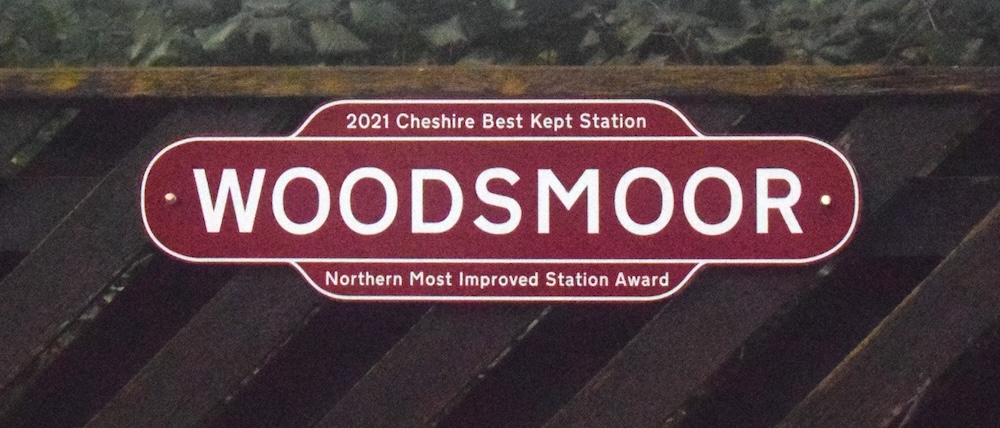 2021 Cheshire Best Kept Station
WOODSMOOR
Northern Most Improved Station Award